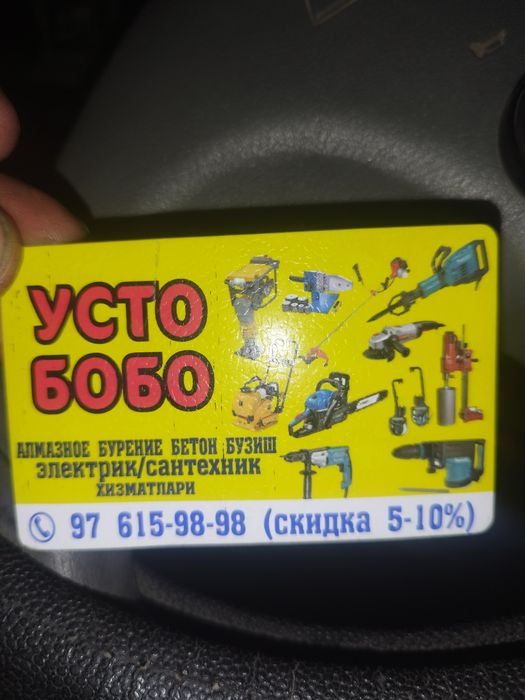 УСТО
БОБО
АЛМАЗНОЕ БУРЕНИЕ БЕТОН БУЗИШ
электрик/сантехник
ХИЗМАТЛАРИ
97 615-98-98 (скидка 5-10%)